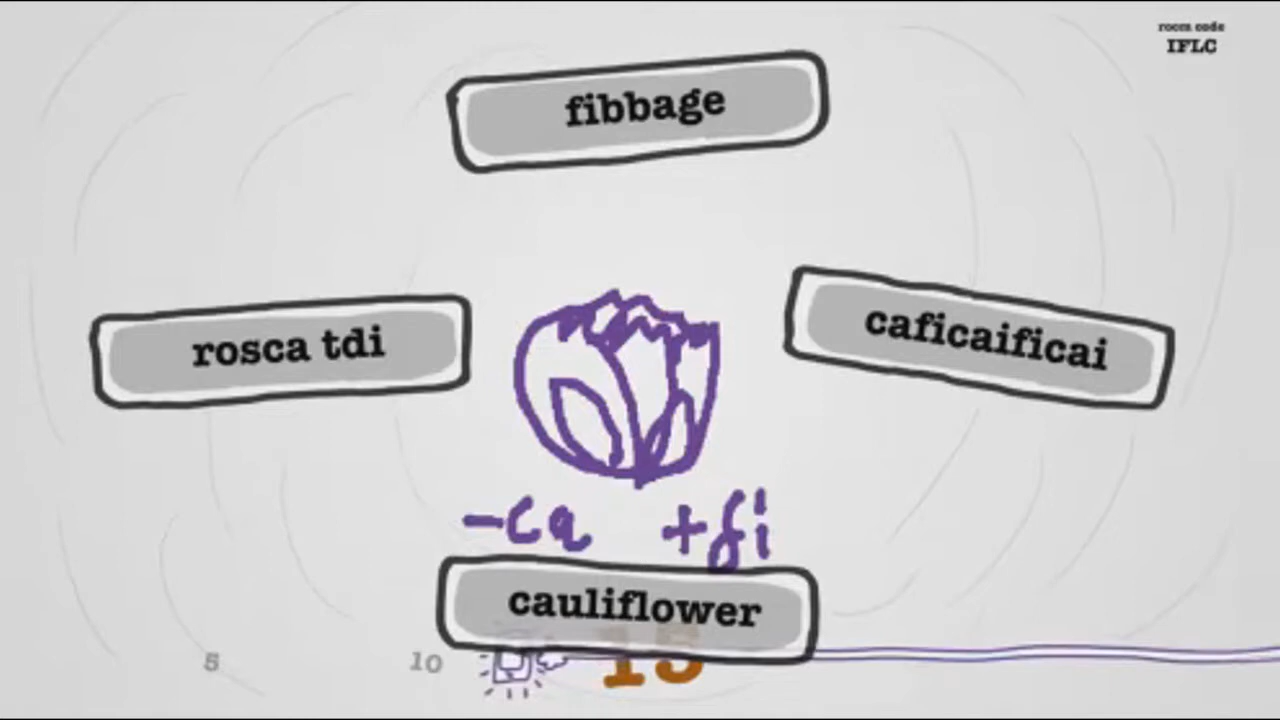 room code
IFLC
fibbage
rosca tdi
caficaificai
-ca +fi
cauliflower
5 10 15